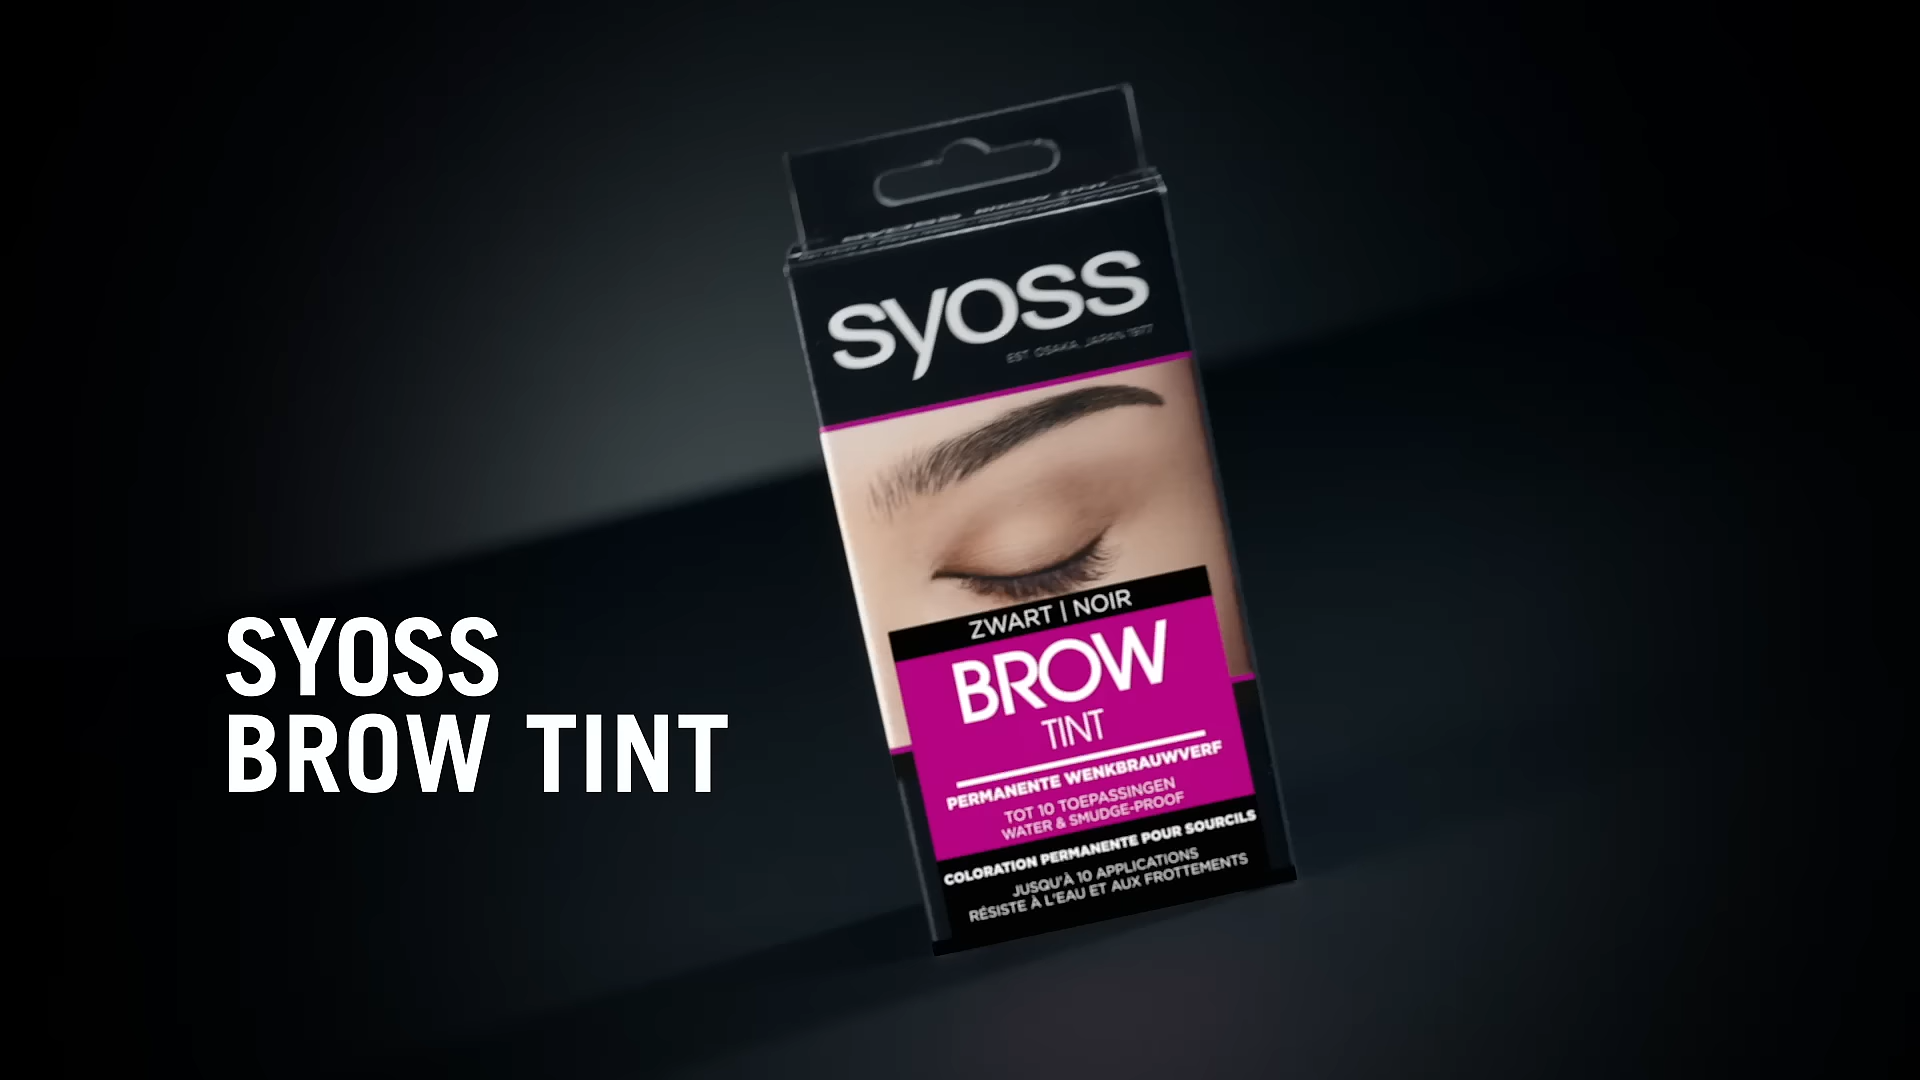 SYOSS
BROW TINT
syoss
EST. OSAKA, JAPAN 1977
ZWART | NOIR
BROW
TINT
PERMANENTE WENKBRAUWVERF
TOT 10 TOEPASSINGEN
WATER & SMUDGE-PROOF
COLORATION PERMANENTE POUR SOURCILS
JUSQU'À 10 APPLICATIONS
RÉSISTE À L'EAU ET AUX FROTTEMENTS